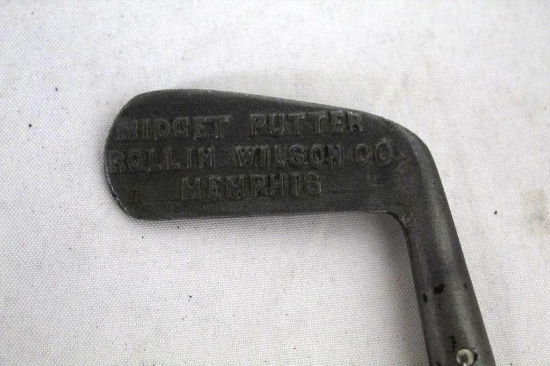 MIDGET PUTTER
ROLLIN WILSON CO
MEMPHIS